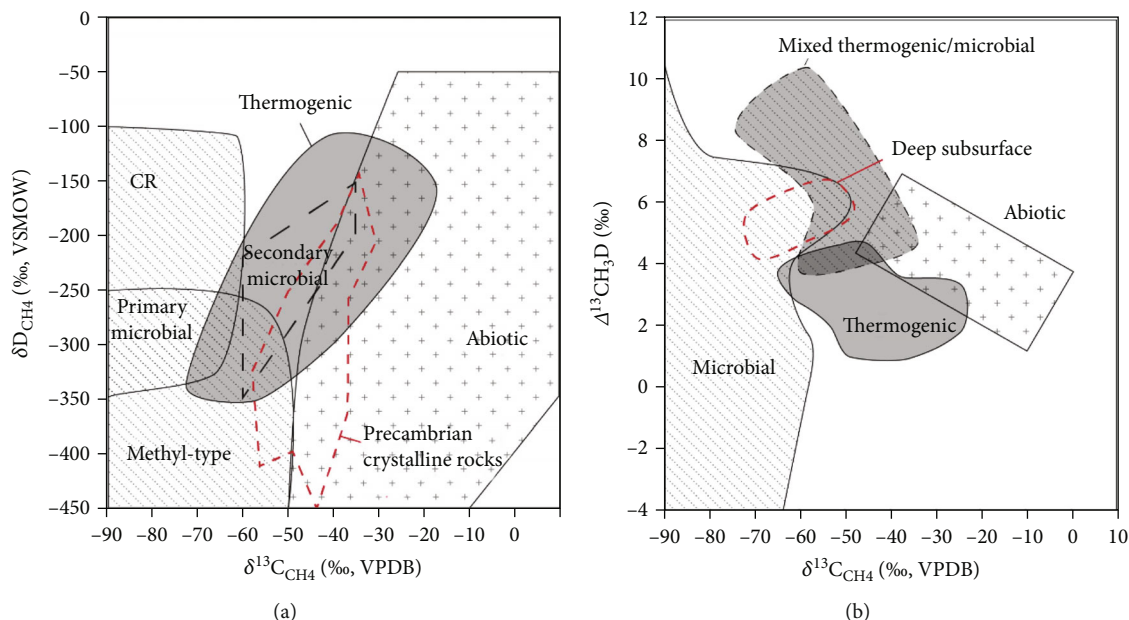 0
−50
−100
−150
−200
−250
−300
−350
−400
−450
δD_CH4 (‰, VSMOW)
Thermogenic
CR
Secondary
microbial
Primary
microbial
Abiotic
Methyl-type
Precambrian
crystalline rocks
−90 −80 −70 −60 −50 −40 −30 −20 −10 0
δ¹³C_CH4 (‰, VPDB)
(a)
12
10
8
6
4
2
0
−2
−4
Δ¹³CH₃D (‰)
Mixed thermogenic/microbial
Deep subsurface
Abiotic
Thermogenic
Microbial
−90 −80 −70 −60 −50 −40 −30 −20 −10 0 10
δ¹³C_CH4 (‰, VPDB)
(b)